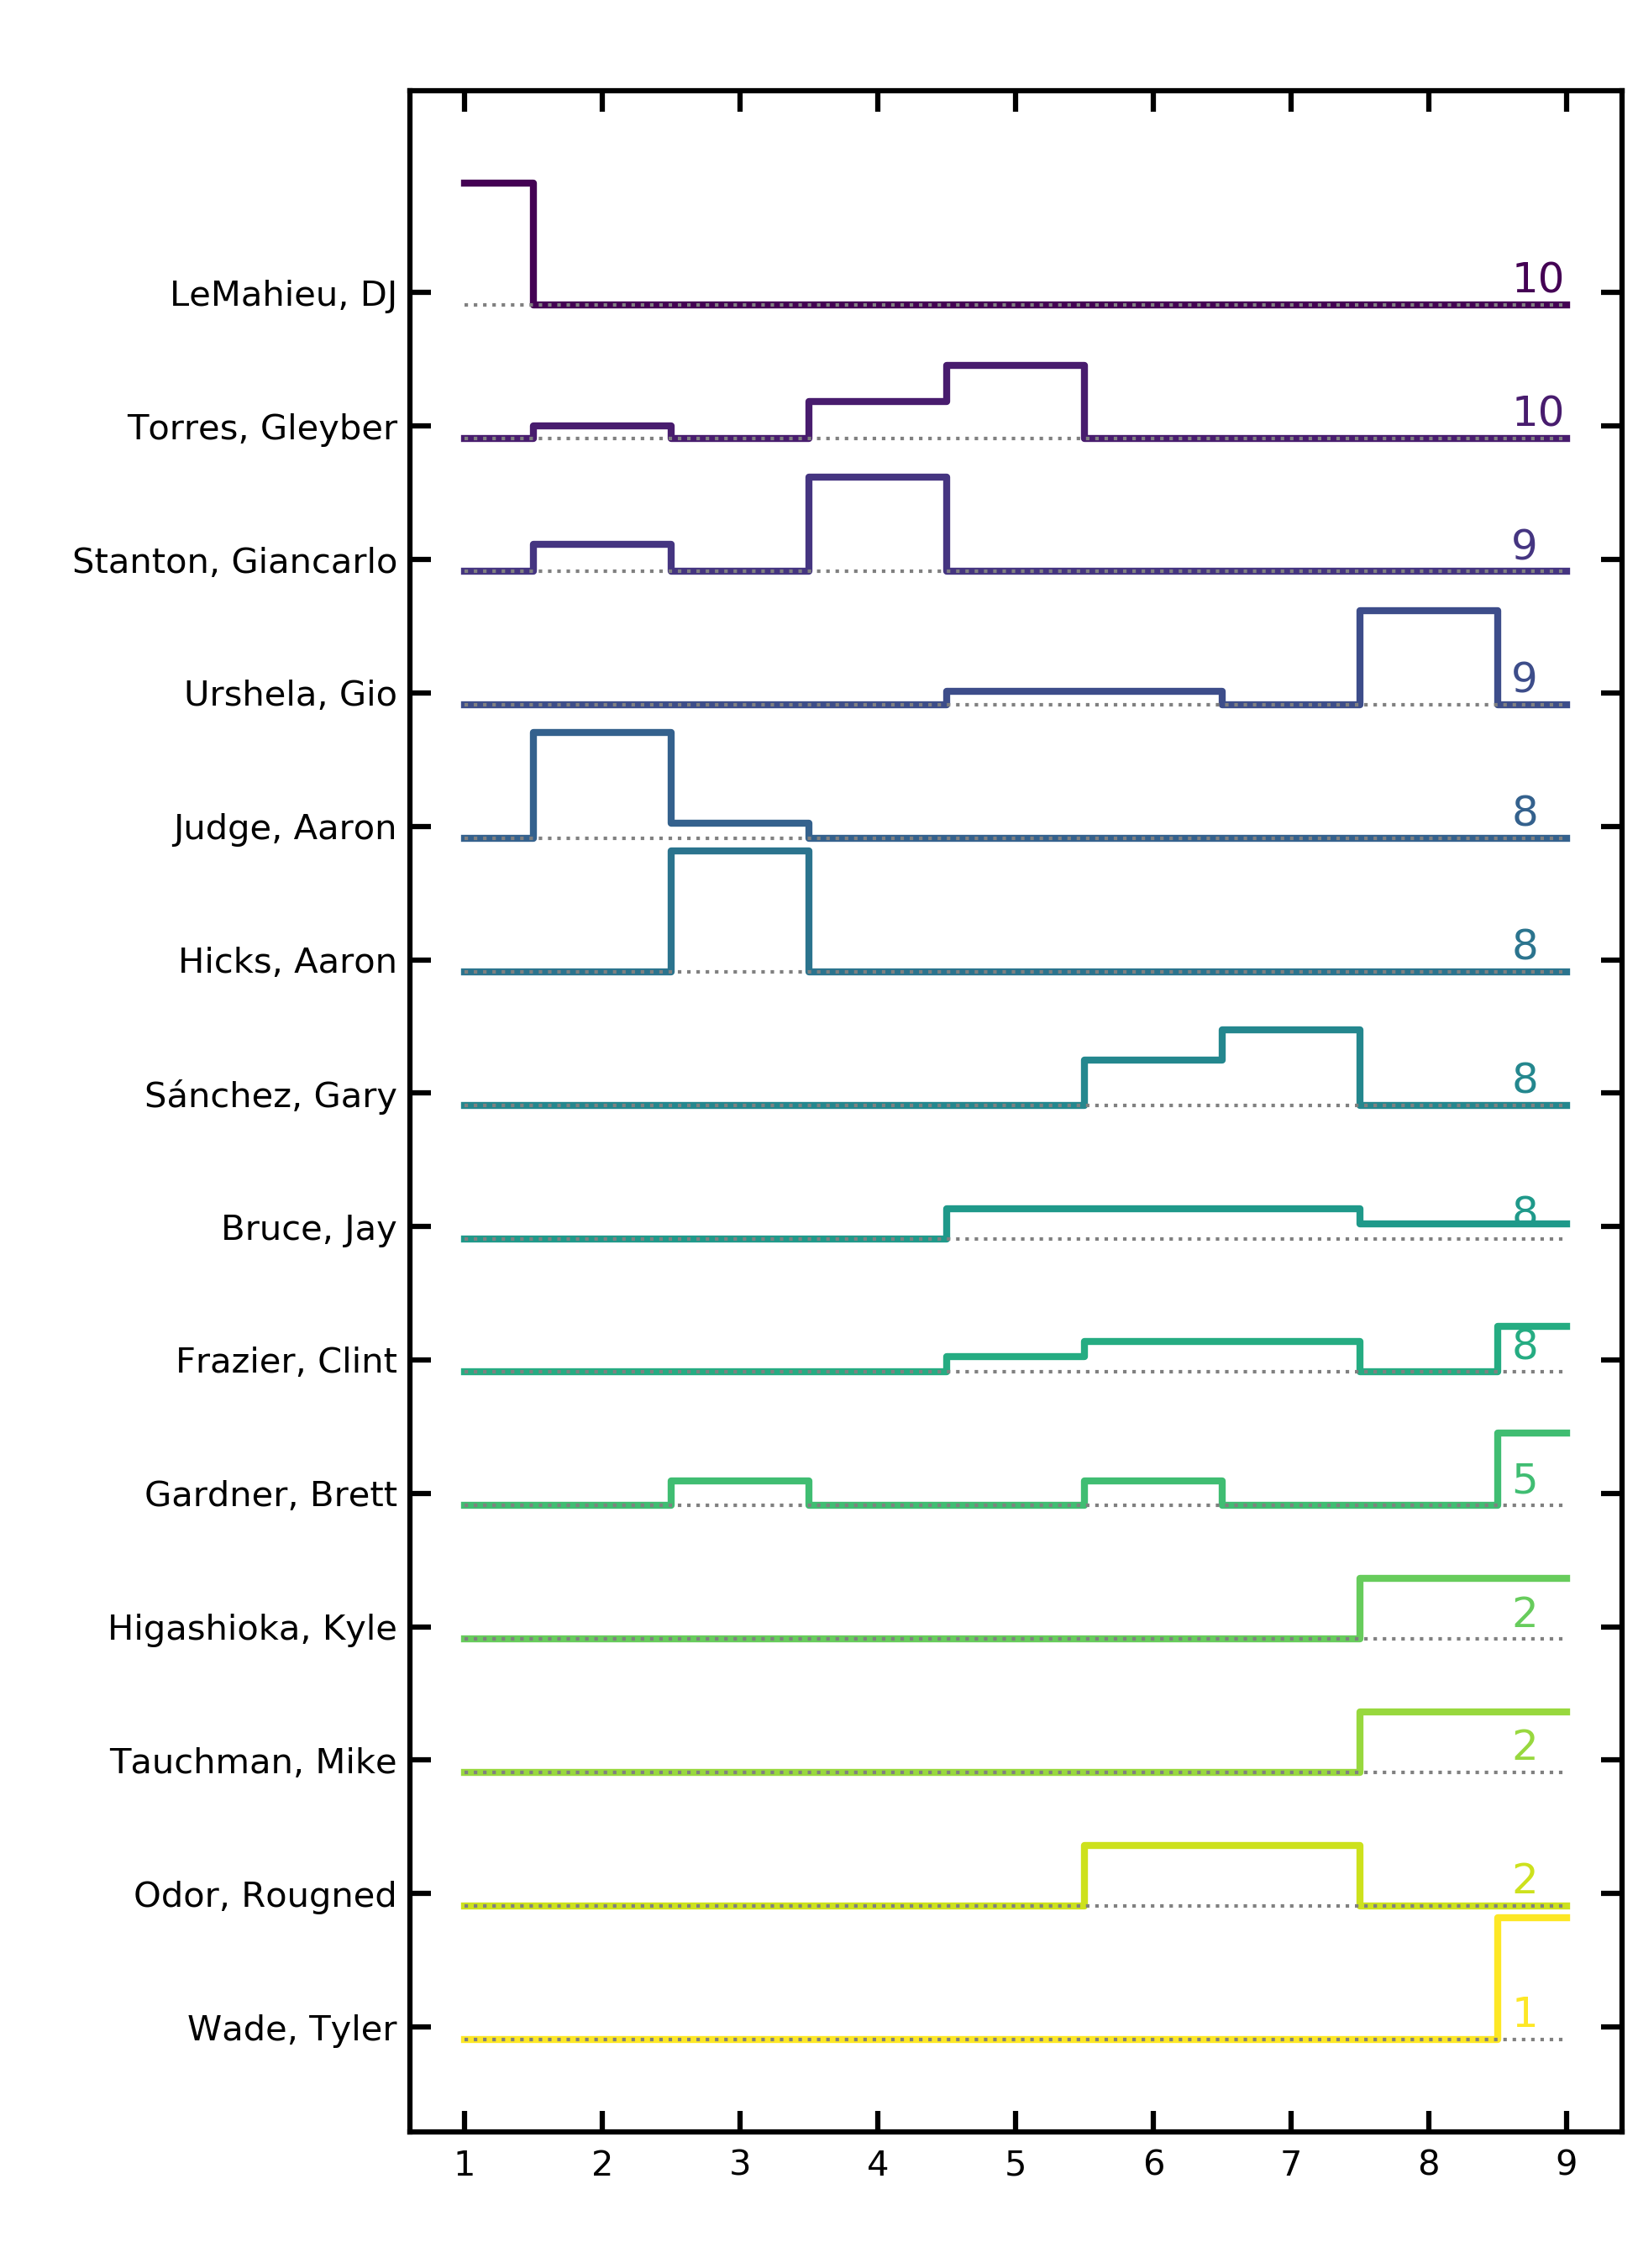 LeMahieu, DJ 10
Torres, Gleyber 10
Stanton, Giancarlo 9
Urshela, Gio 9
Judge, Aaron 8
Hicks, Aaron 8
Sánchez, Gary 8
Bruce, Jay 8
Frazier, Clint 8
Gardner, Brett 5
Higashioka, Kyle 2
Tauchman, Mike 2
Odor, Rougned 2
Wade, Tyler 1
1 2 3 4 5 6 7 8 9